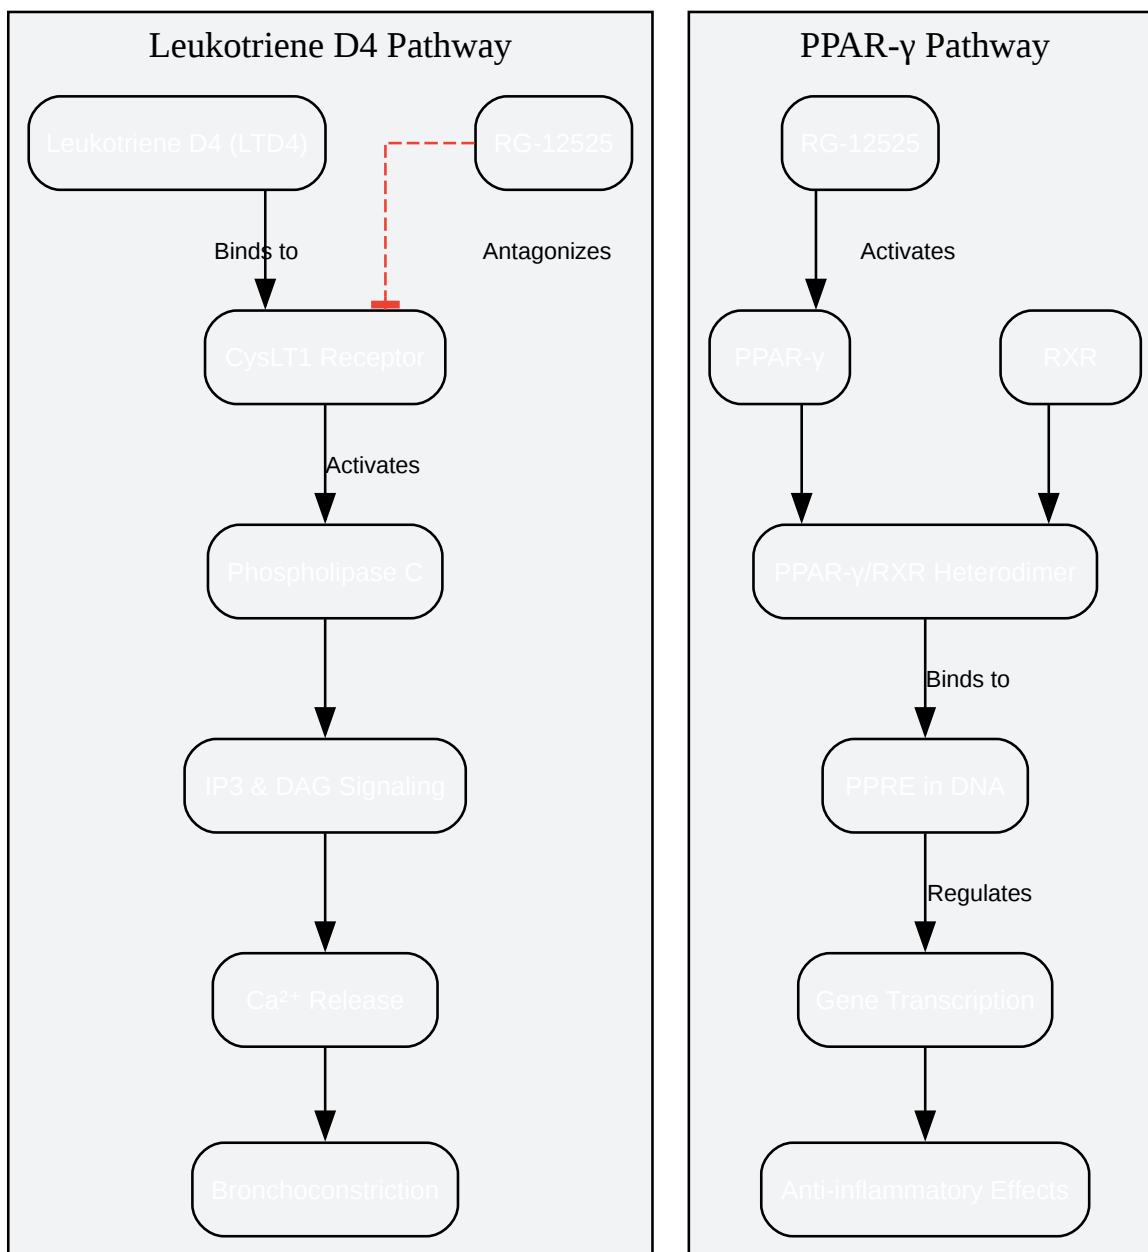 Leukotriene D4 Pathway
Leukotriene D4 (LTD4)
RG-12525
Binds to
Antagonizes
CysLT1 Receptor
Activates
Phospholipase C
IP3 & DAG Signaling
Ca²⁺ Release
Bronchoconstriction
PPAR-γ Pathway
RG-12525
Activates
PPAR-γ
RXR
PPAR-γ/RXR Heterodimer
Binds to
PPRE in DNA
Regulates
Gene Transcription
Anti-inflammatory Effects